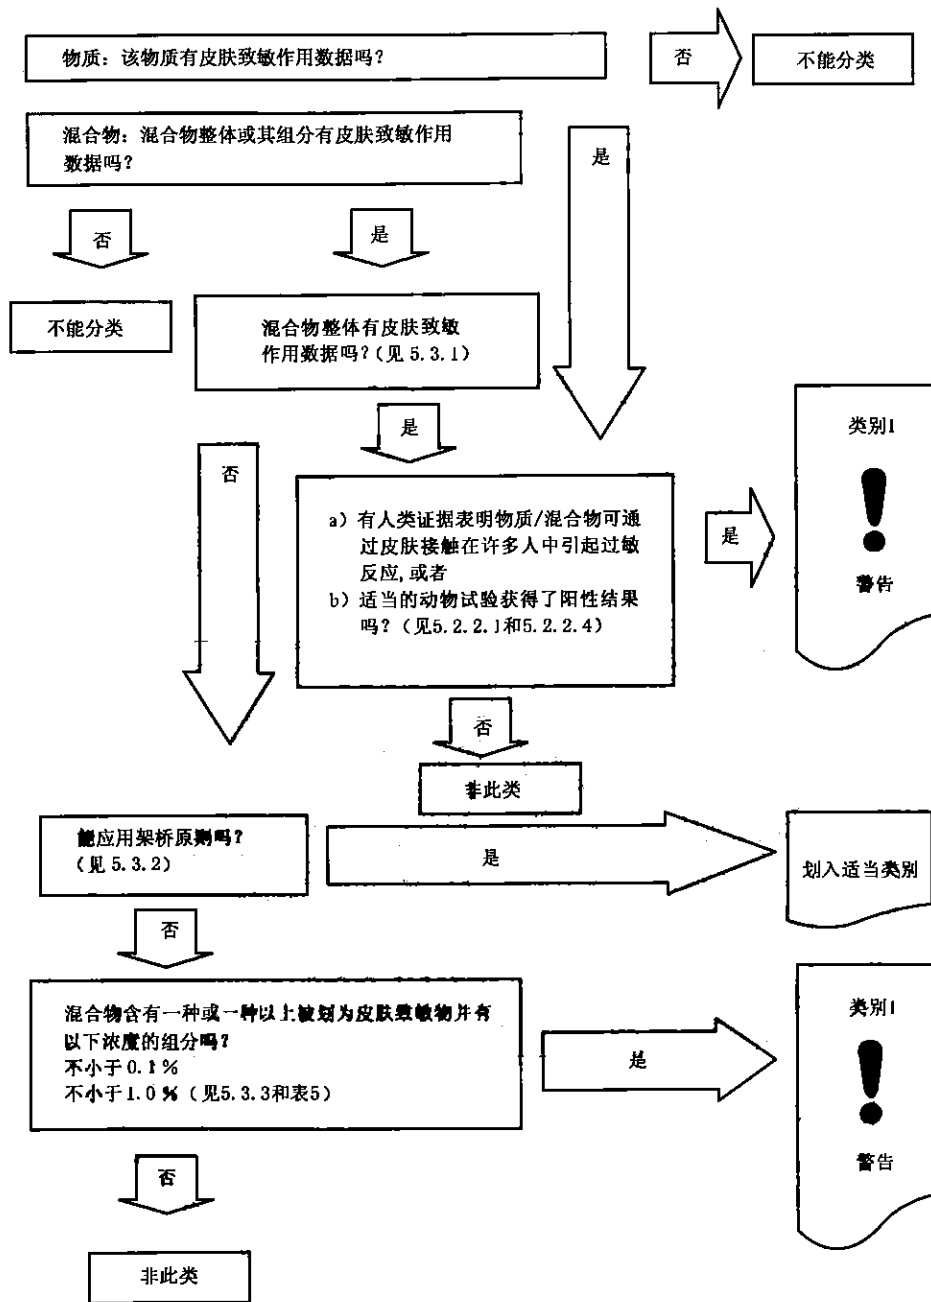 物质：该物质有皮肤致敏作用数据吗？
否
不能分类
混合物：混合物整体或其组分有皮肤致敏作用
数据吗？
是
否
是
不能分类
混合物整体有皮肤致敏
作用数据吗？（见 5.3.1）
是
否
a）有人类证据表明物质/混合物可通
过皮肤接触在许多人中引起过敏
反应，或者
b）适当的动物试验获得了阳性结果
吗？（见5.2.2.1和5.2.2.4）
是
类别1
警告
否
非此类
能应用架桥原则吗？
（见 5.3.2）
是
划入适当类别
否
混合物含有一种或一种以上被划为皮肤致敏物并有
以下浓度的组分吗？
不小于0.1%
不小于1.0%（见5.3.3和表5）
是
类别1
警告
否
非此类